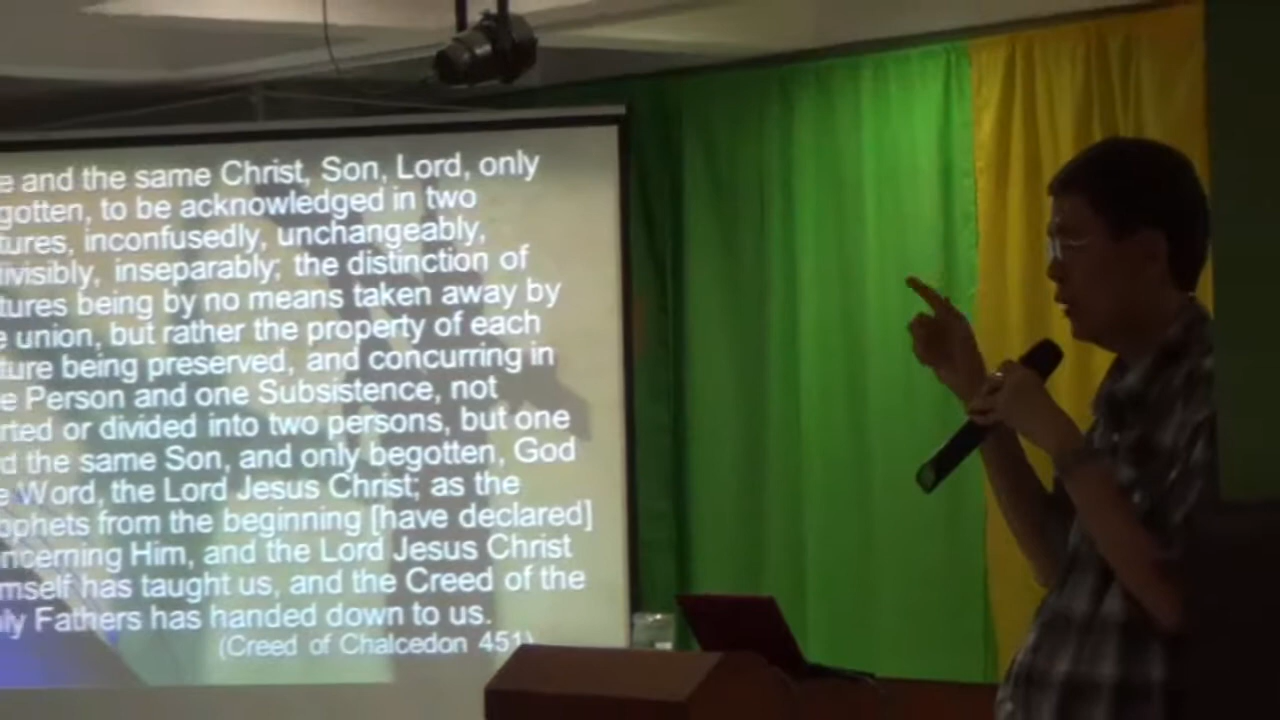 e and the same Christ, Son, Lord, only
gotten, to be acknowledged in two
tures, inconfusedly, unchangeably,
ivisibly, inseparably; the distinction of
tures being by no means taken away by
e union, but rather the property of each
ture being preserved, and concurring in
e Person and one Subsistence, not
rted or divided into two persons, but one
d the same Son, and only begotten, God
e Word, the Lord Jesus Christ; as the
ophets from the beginning [have declared]
ncerning Him, and the Lord Jesus Christ
mself has taught us, and the Creed of the
ly Fathers has handed down to us.
(Creed of Chalcedon 451)